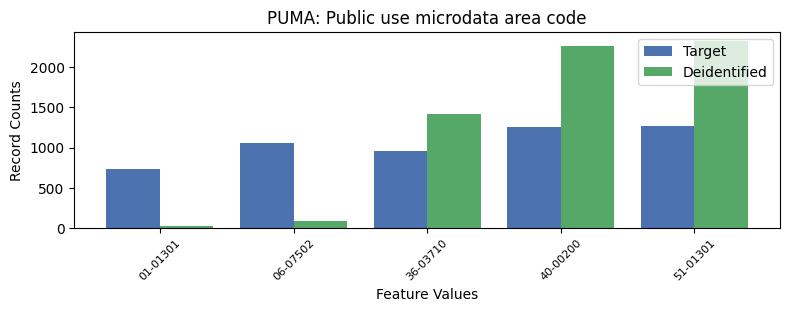 PUMA: Public use microdata area code
Target
Deidentified
Record Counts
2000
1500
1000
500
0
01-01301
06-07502
36-03710
40-00200
51-01301
Feature Values